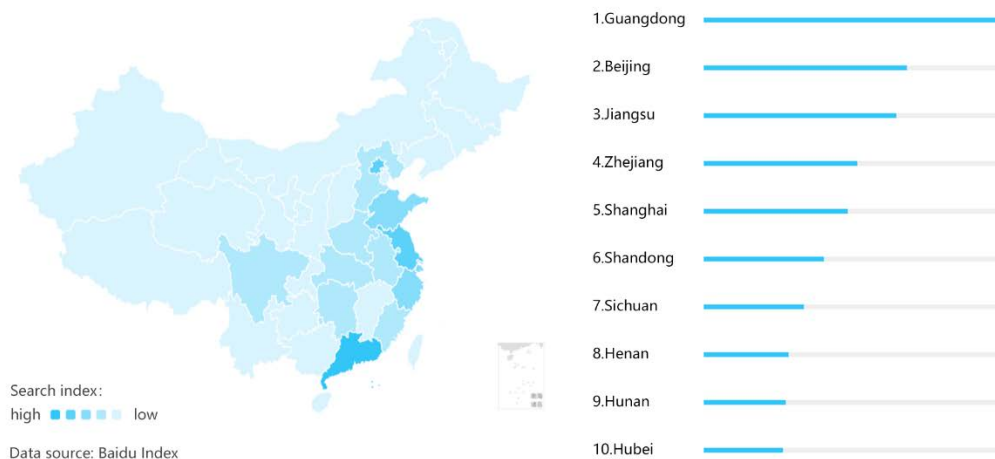 1.Guangdong
2.Beijing
3.Jiangsu
4.Zhejiang
5.Shanghai
6.Shandong
7.Sichuan
8.Henan
9.Hunan
10.Hubei
Search index:
high low
Data source: Baidu Index